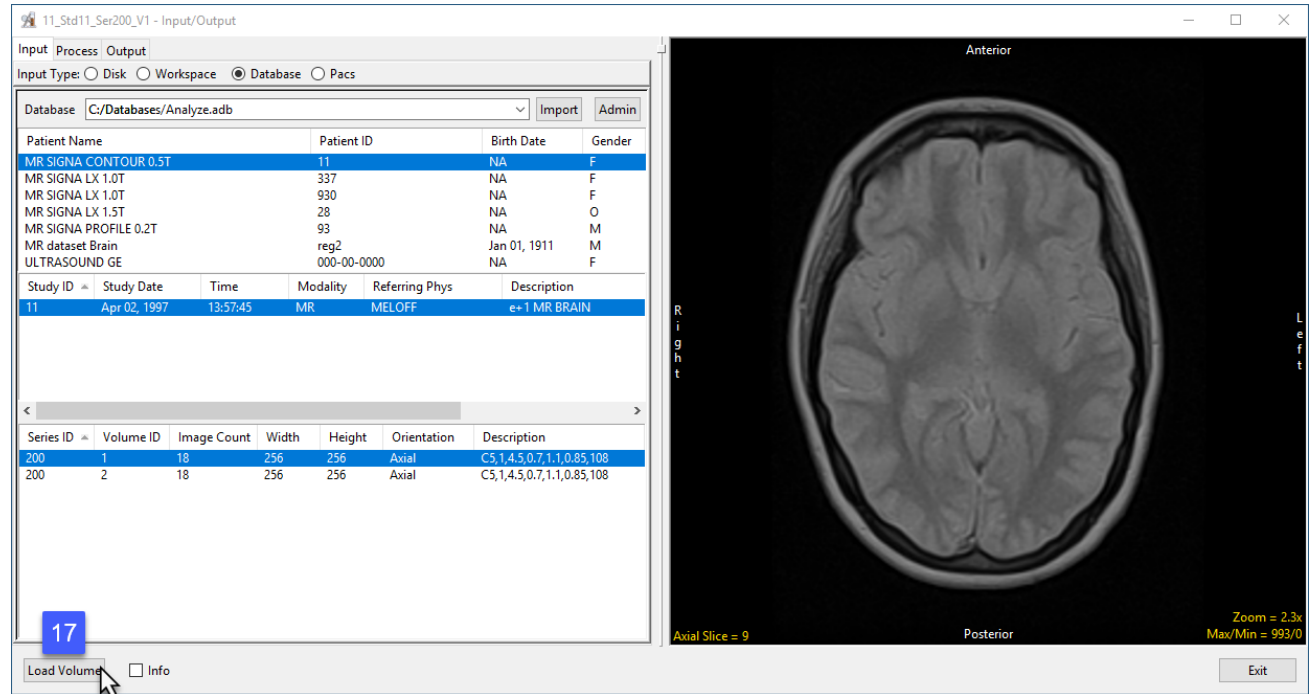 11_Std11_Ser200_V1 - Input/Output
Input Process Output
Input Type: Disk Workspace Database Pacs
Database C:/Databases/Analyze.adb Import Admin
Patient Name Patient ID Birth Date Gender
MR SIGNA CONTOUR 0.5T 11 NA F
MR SIGNA LX 1.0T 337 NA F
MR SIGNA LX 1.0T 930 NA F
MR SIGNA LX 1.5T 28 NA O
MR SIGNA PROFILE 0.2T 93 NA M
MR dataset Brain reg2 Jan 01, 1911 M
ULTRASOUND GE 000-00-0000 NA F
Study ID Study Date Time Modality Referring Phys Description
11 Apr 02, 1997 13:57:45 MR MELOFF e+1 MR BRAIN
Series ID Volume ID Image Count Width Height Orientation Description
200 1 18 256 256 Axial C5,1,4.5,0.7,1.1,0.85,108
200 2 18 256 256 Axial C5,1,4.5,0.7,1.1,0.85,108
17
Load Volume Info
Anterior
Right
Left
Zoom = 2.3x
Axial Slice = 9 Posterior Max/Min = 993/0
Exit